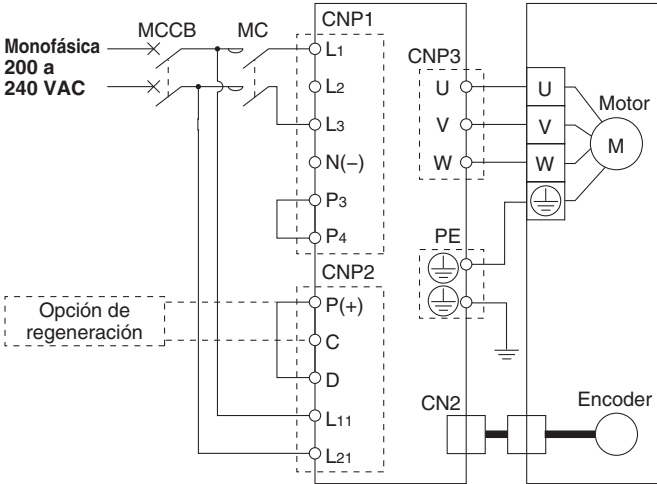 Monofásica
200 a
240 VAC
MCCB
MC
CNP1
L1
L2
L3
N(−)
P3
P4
CNP2
P(+)
C
D
L11
L21
Opción de
regeneración
CNP3
U
V
W
PE
CN2
U
V
W
Motor
M
Encoder